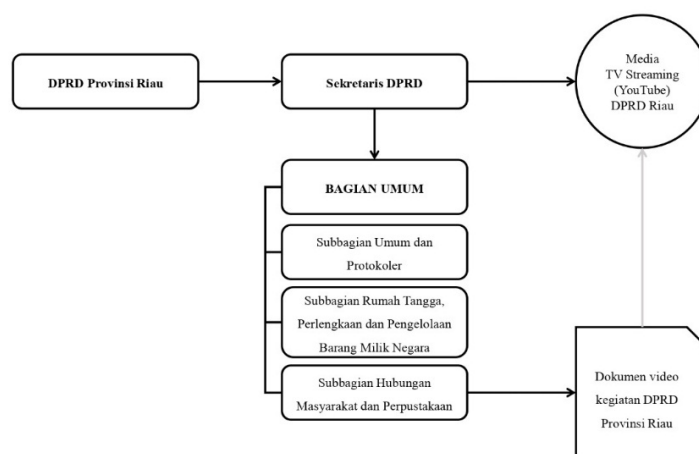 DPRD Provinsi Riau
Sekretaris DPRD
Media
TV Streaming
(YouTube)
DPRD Riau
BAGIAN UMUM
Subbagian Umum dan
Protokoler
Subbagian Rumah Tangga,
Perlengkaan dan Pengelolaan
Barang Milik Negara
Subbagian Hubungan
Masyarakat dan Perpustakaan
Dokumen video
kegiatan DPRD
Provinsi Riau